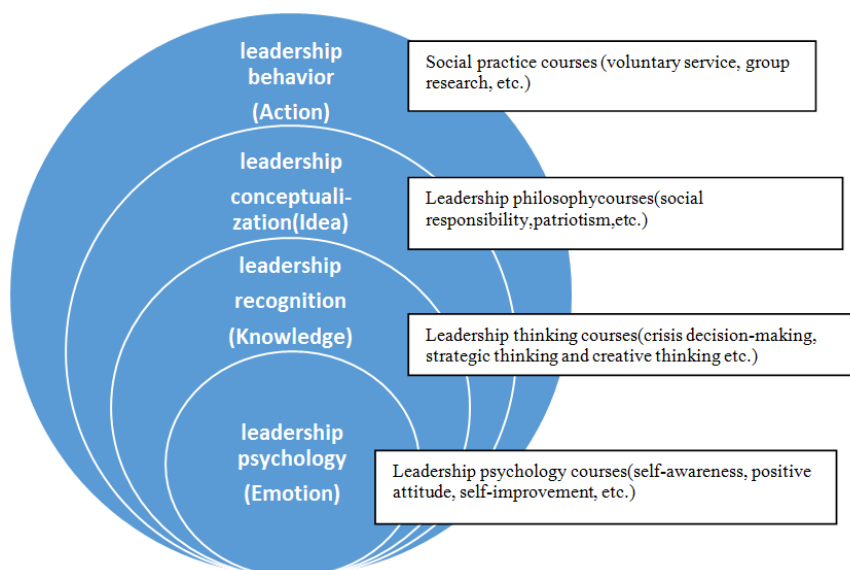 leadership
behavior
(Action)
Social practice courses (voluntary service, group
research, etc.)
leadership
conceptuali-
zation(Idea)
Leadership philosophycourses(social
responsibility,patriotism,etc.)
leadership
recognition
(Knowledge)
Leadership thinking courses(crisis decision-making,
strategic thinking and creative thinking etc.)
leadership
psychology
(Emotion)
Leadership psychology courses(self-awareness, positive
attitude, self-improvement, etc.)